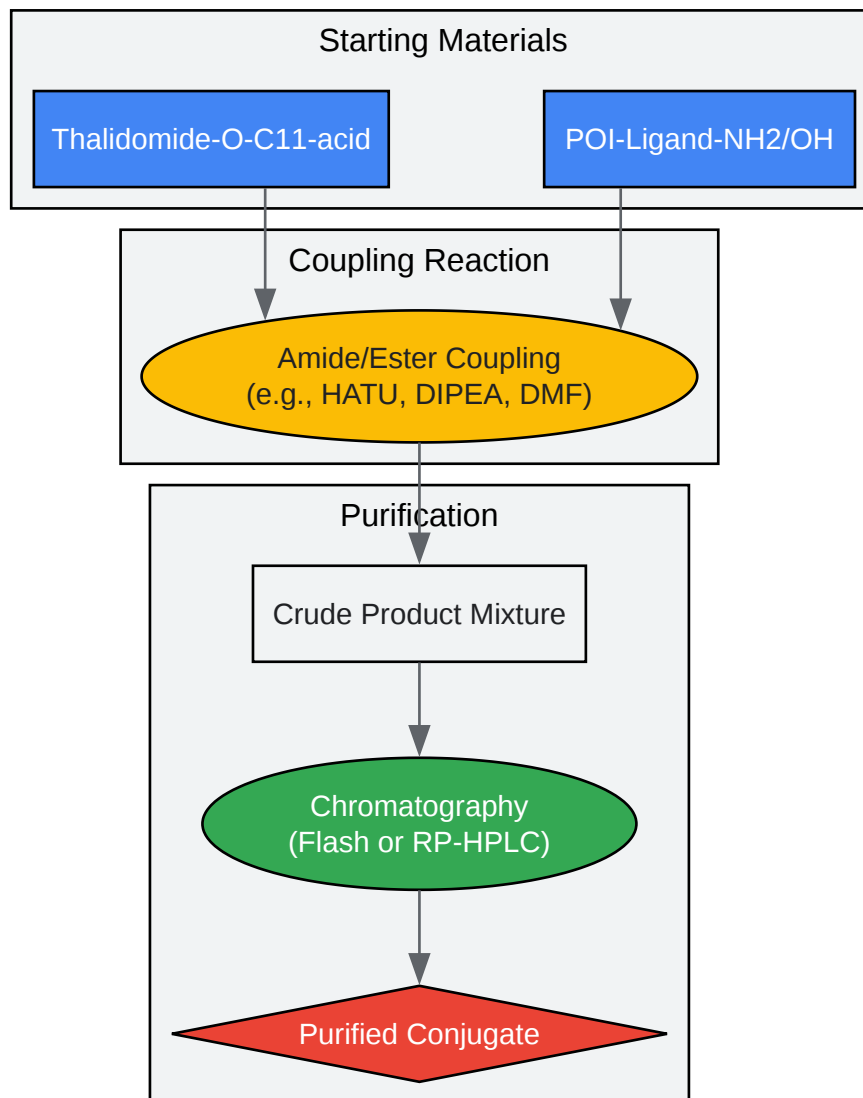 Starting Materials
Thalidomide-O-C11-acid
POI-Ligand-NH2/OH
Coupling Reaction
Amide/Ester Coupling
(e.g., HATU, DIPEA, DMF)
Purification
Crude Product Mixture
Chromatography
(Flash or RP-HPLC)
Purified Conjugate